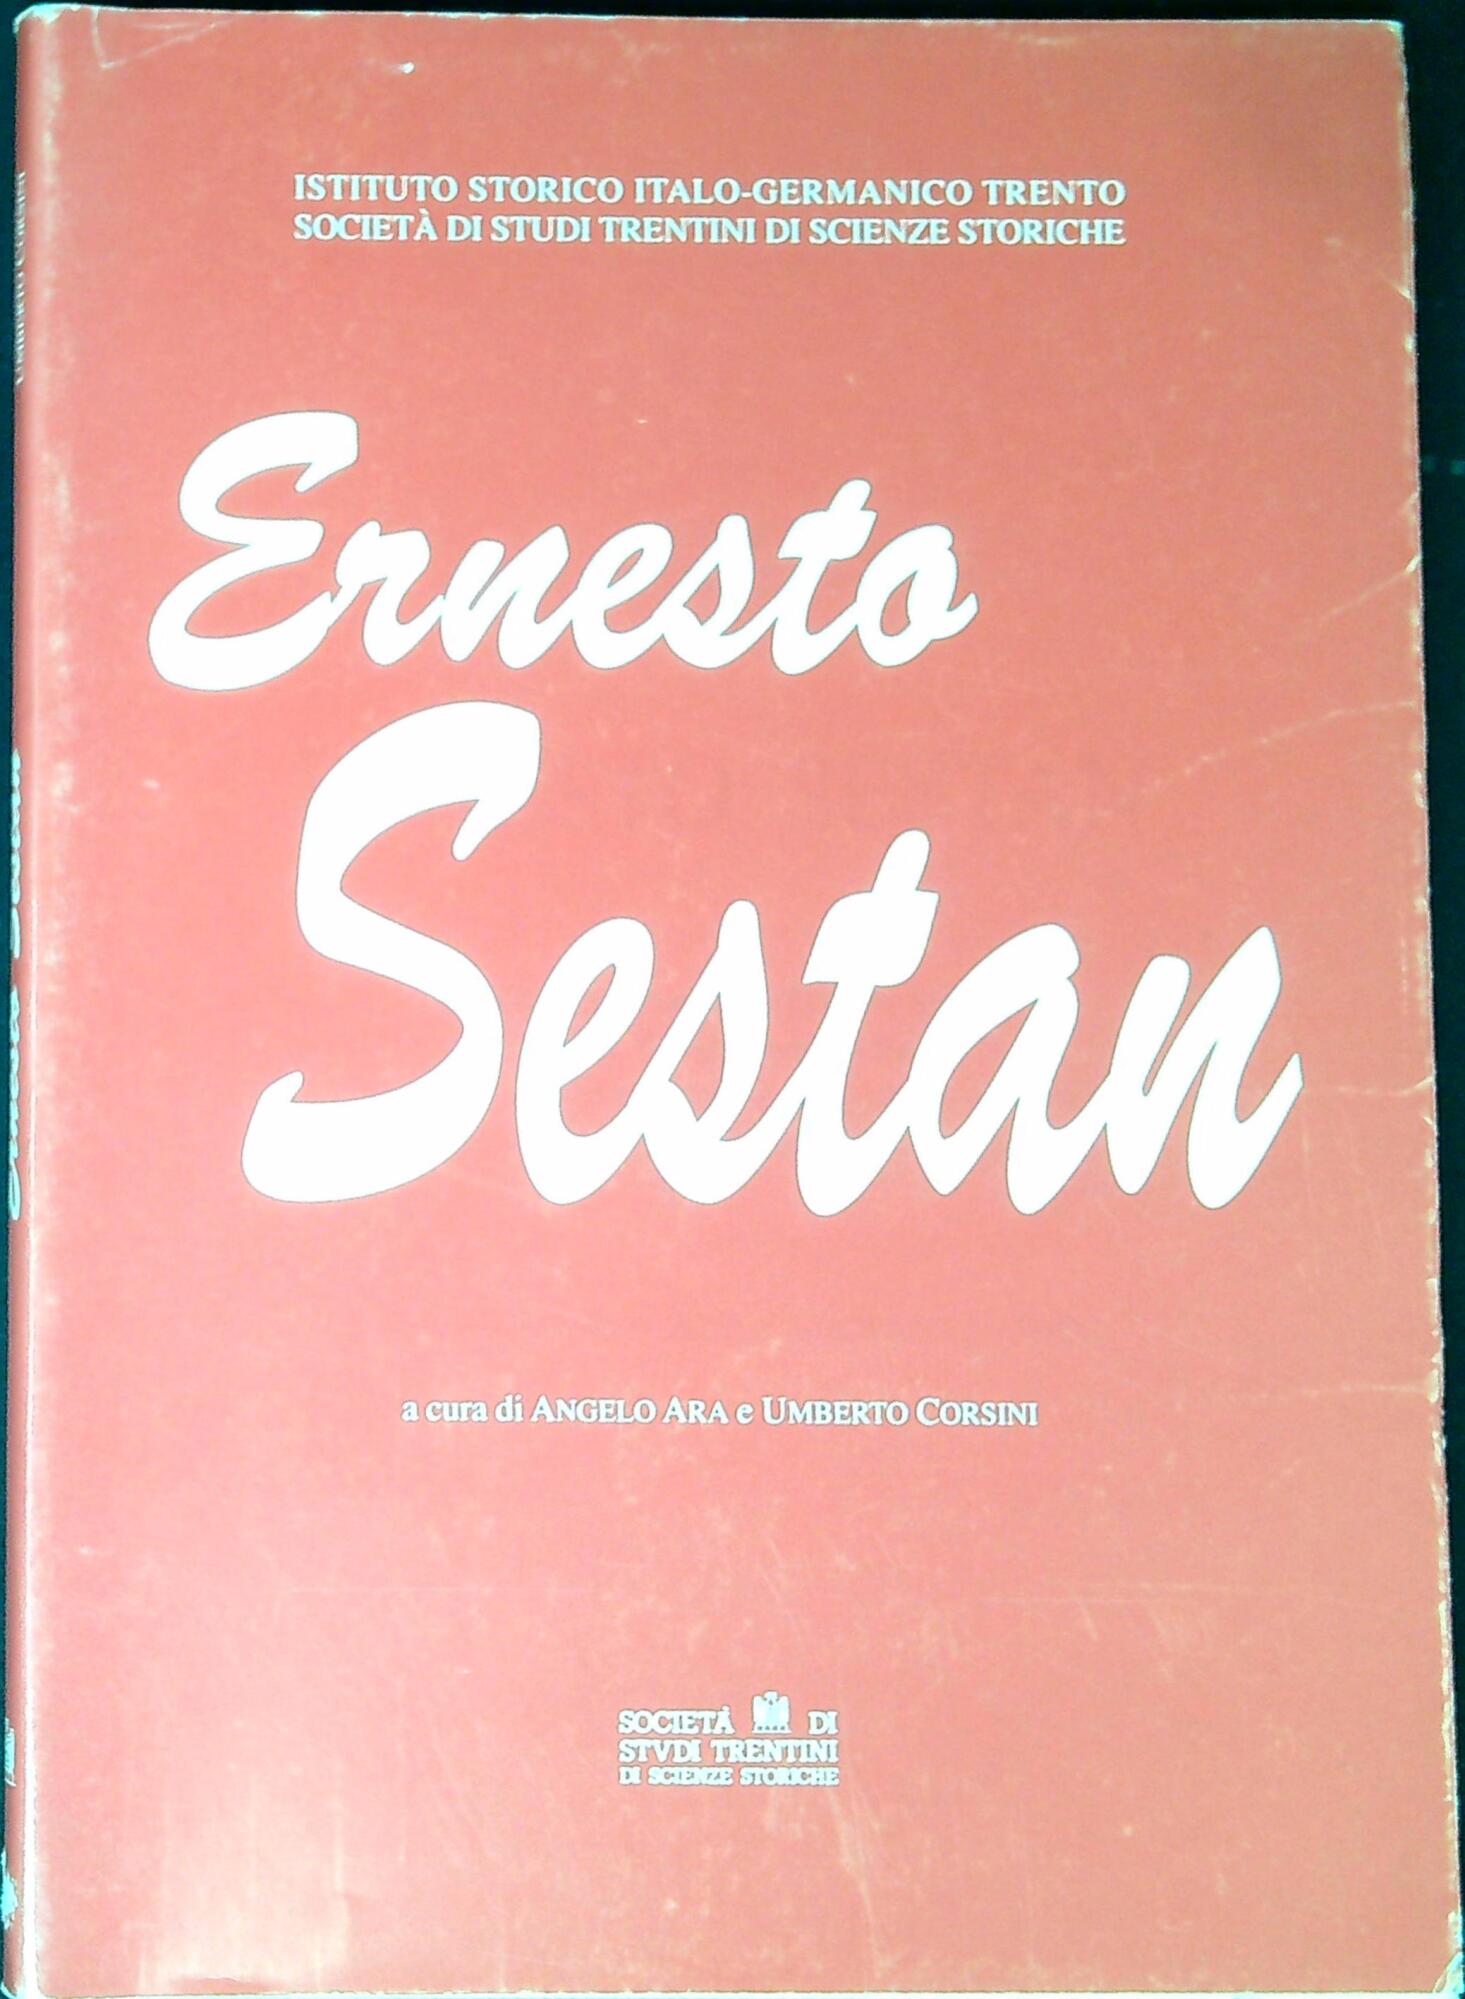 ISTITUTO STORICO ITALO-GERMANICO TRENTO
SOCIETÀ DI STUDI TRENTINI DI SCIENZE STORICHE
Ernesto
Sestan
a cura di ANGELO ARA e UMBERTO CORSINI
SOCIETÀ DI
STVDI TRENTINI
DI SCIENZE STORICHE